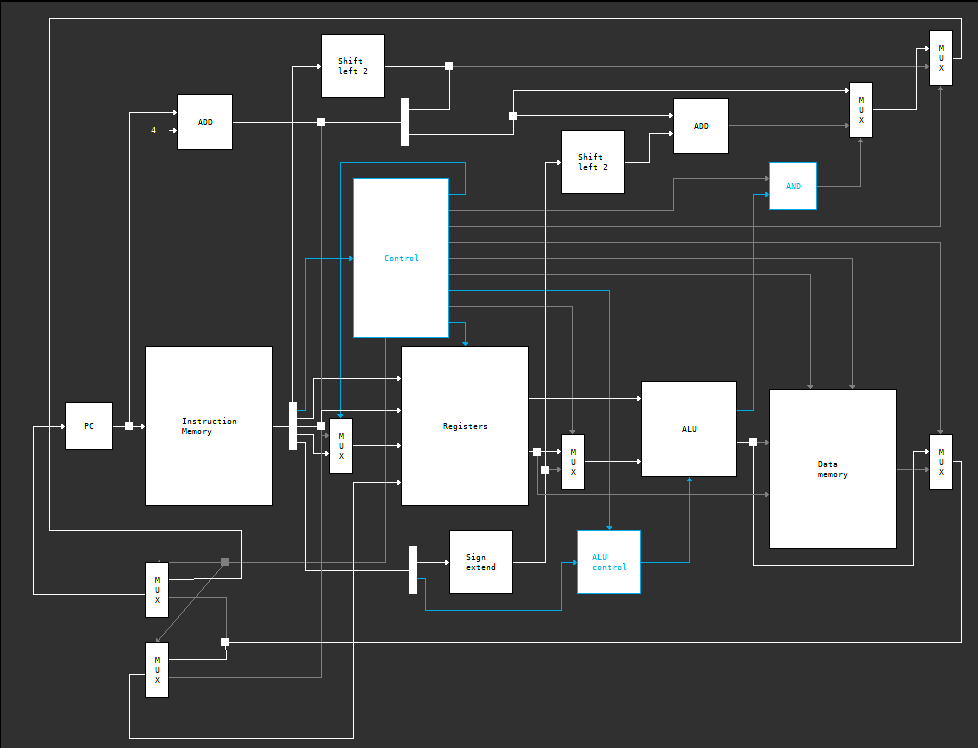 Shift
left 2
M
U
X
ADD
4
M
U
X
ADD
Shift
left 2
AND
Control
PC
Instruction
Memory
M
U
X
Registers
M
U
X
ALU
Data
memory
M
U
X
Sign
extend
ALU
control
M
U
X
M
U
X